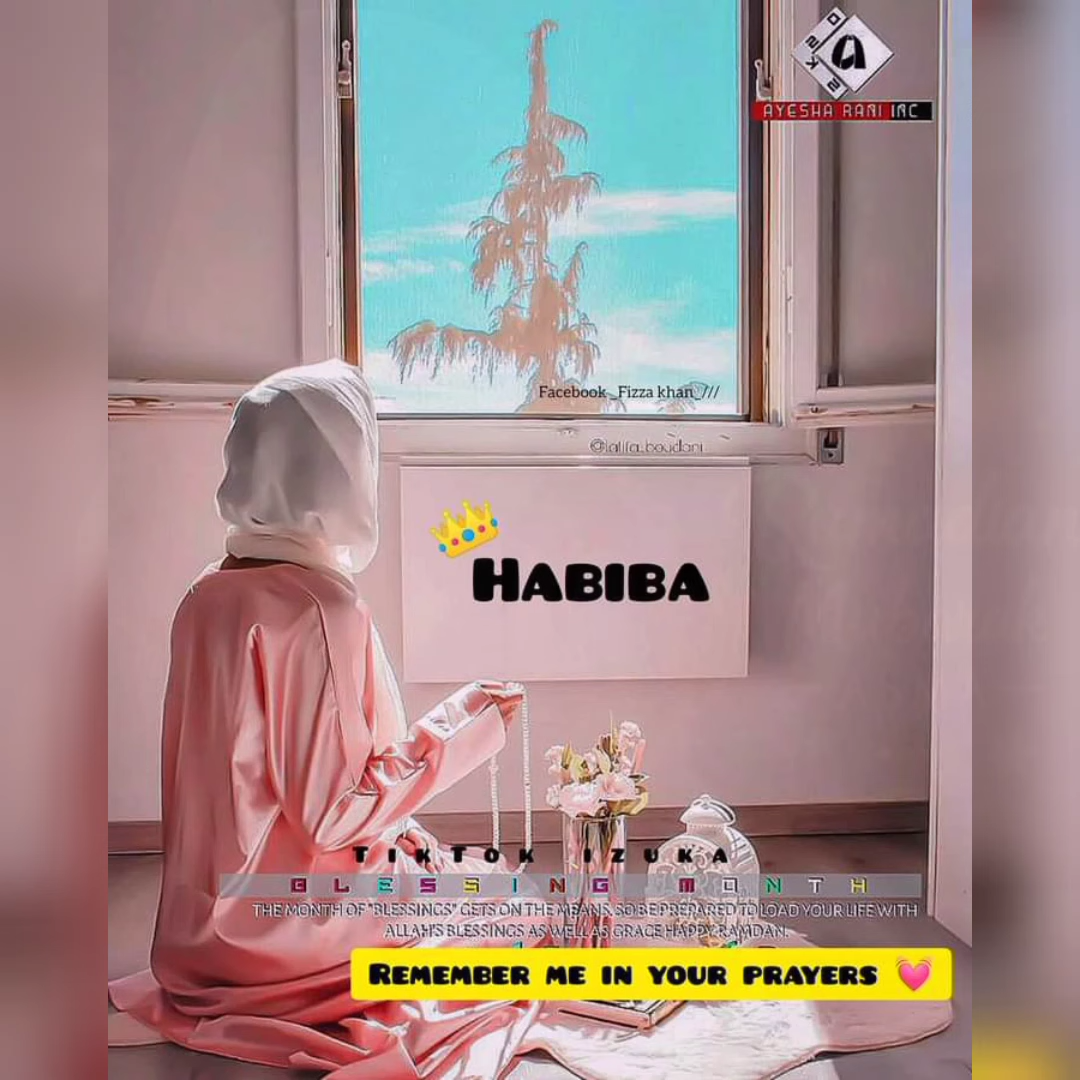 AYESHA RANI INC
Facebook _Fizza khan_///
@latifa.boudani
HABIBA
TIKTOK IZUKA
BLESSING MONTH
THE MONTH OF "BLESSINGS" GETS ON THE MEANS. SO BE PREPARED TO LOAD YOUR LIFE WITH
ALLAH'S BLESSINGS AS WELL AS GRACE HAPPY RAMDAN.
REMEMBER ME IN YOUR PRAYERS